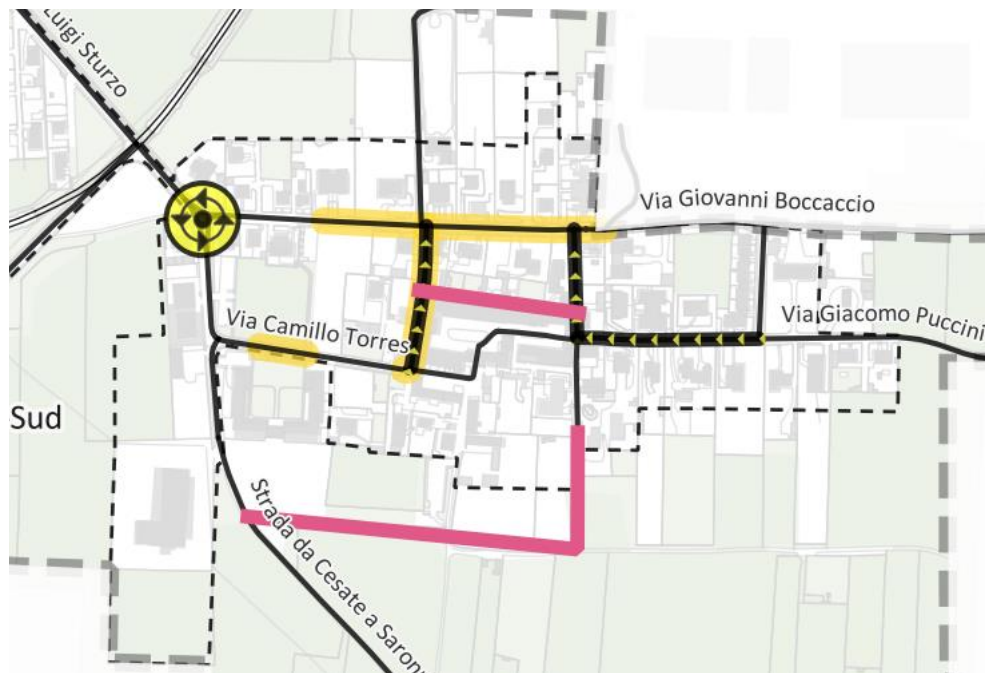 Luigi Sturzo
Via Giovanni Boccaccio
Via Camillo Torres
Via Giacomo Puccini
Sud
Strada da Cesate a Saron